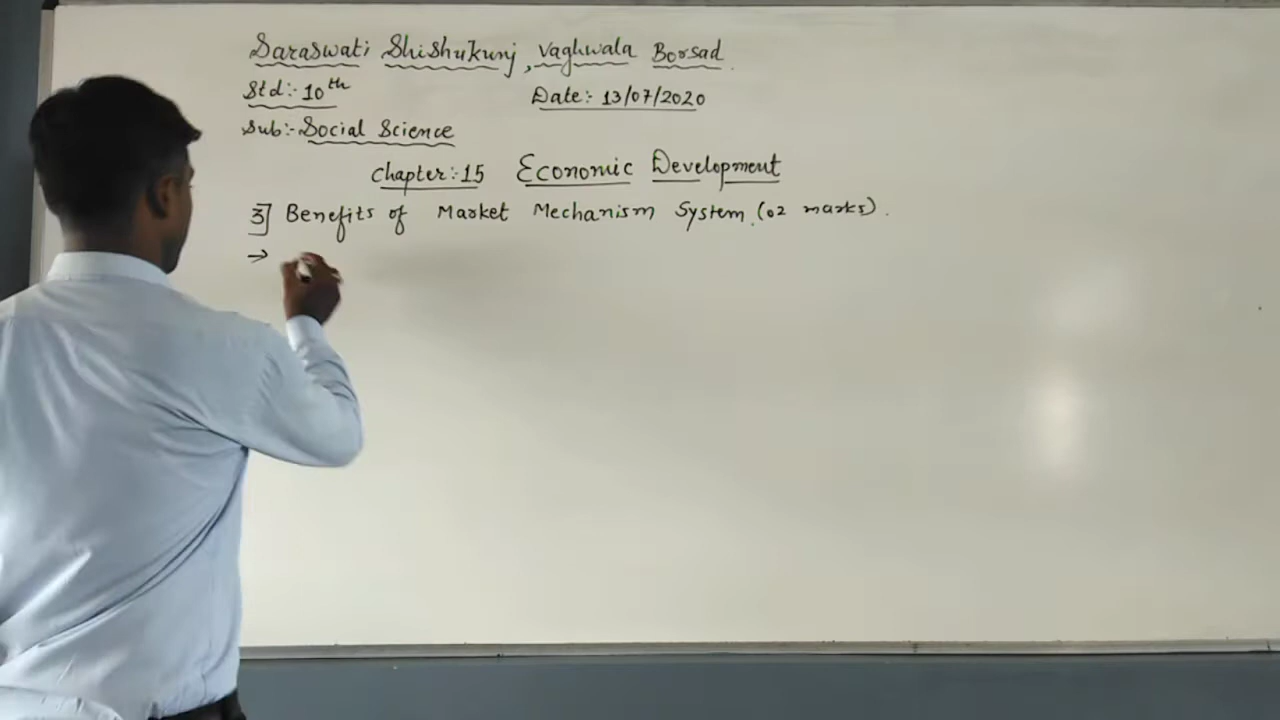 Saraswati Shishukunj, Vaghwala Borsad.
Std:- 10th Date:- 13/07/2020
Sub:- Social Science
Chapter:-15 Economic Development
3] Benefits of Market Mechanism System. (02 marks).
→